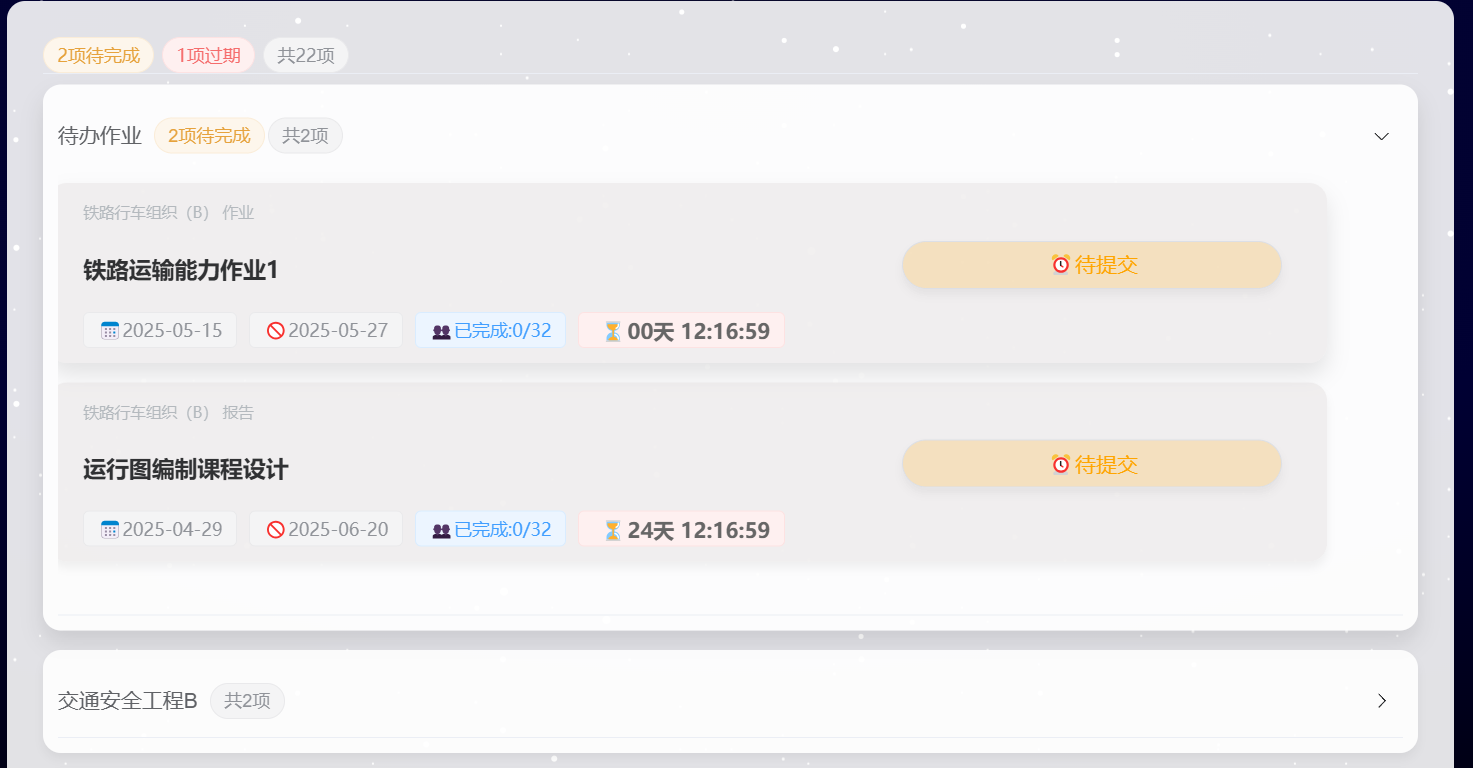 2项待完成 1项过期 共22项
待办作业 2项待完成 共2项
铁路行车组织（B） 作业
铁路运输能力作业1
待提交
2025-05-15 2025-05-27 已完成:0/32 00天 12:16:59
铁路行车组织（B） 报告
运行图编制课程设计
待提交
2025-04-29 2025-06-20 已完成:0/32 24天 12:16:59
交通安全工程B 共2项